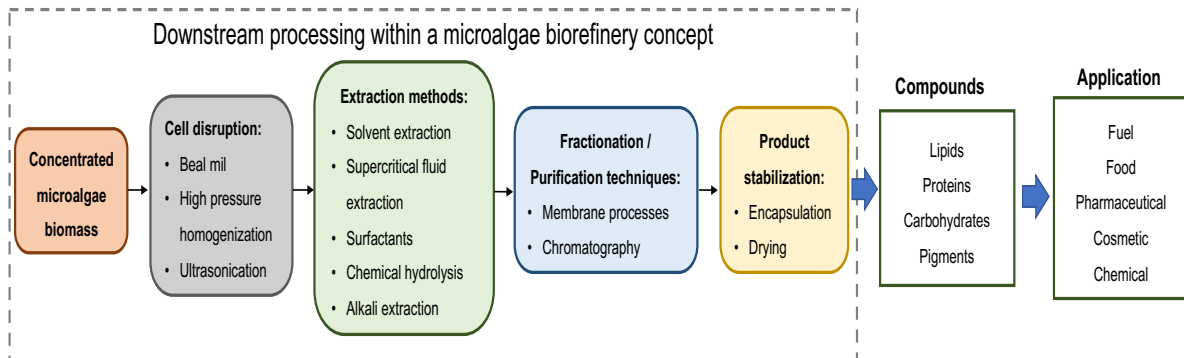 Downstream processing within a microalgae biorefinery concept
Concentrated
microalgae
biomass
Cell disruption:
• Beal mil
• High pressure
homogenization
• Ultrasonication
Extraction methods:
• Solvent extraction
• Supercritical fluid
extraction
• Surfactants
• Chemical hydrolysis
• Alkali extraction
Fractionation /
Purification techniques:
• Membrane processes
• Chromatography
Product
stabilization:
• Encapsulation
• Drying
Compounds
Lipids
Proteins
Carbohydrates
Pigments
Application
Fuel
Food
Pharmaceutical
Cosmetic
Chemical